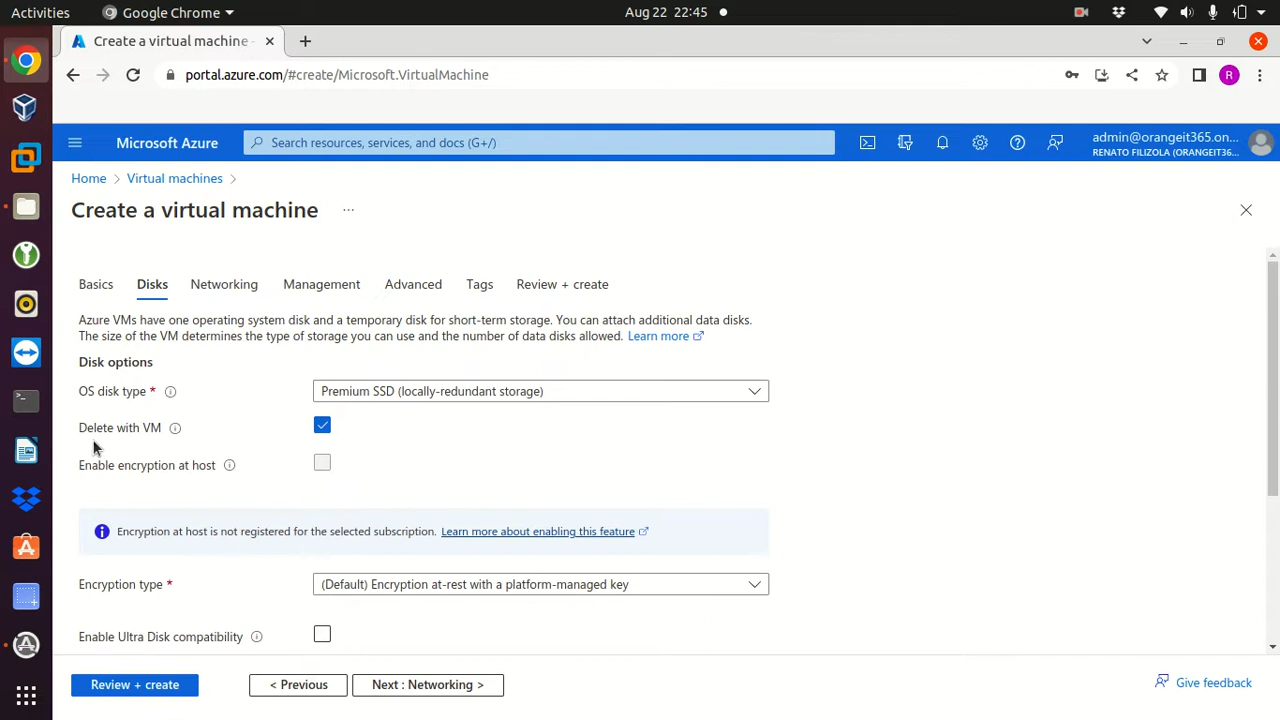 Activities
Google Chrome
Aug 22 22:45
Create a virtual machine -
portal.azure.com/#create/Microsoft.VirtualMachine
R
Microsoft Azure
Search resources, services, and docs (G+/)
admin@orangeit365.on...
RENATO FILIZOLA (ORANGEIT36...
Home > Virtual machines >
Create a virtual machine ...
Basics Disks Networking Management Advanced Tags Review + create
Azure VMs have one operating system disk and a temporary disk for short-term storage. You can attach additional data disks.
The size of the VM determines the type of storage you can use and the number of data disks allowed. Learn more
Disk options
OS disk type * Premium SSD (locally-redundant storage)
Delete with VM
Enable encryption at host
Encryption at host is not registered for the selected subscription. Learn more about enabling this feature
Encryption type * (Default) Encryption at-rest with a platform-managed key
Enable Ultra Disk compatibility
Review + create < Previous Next : Networking > Give feedback